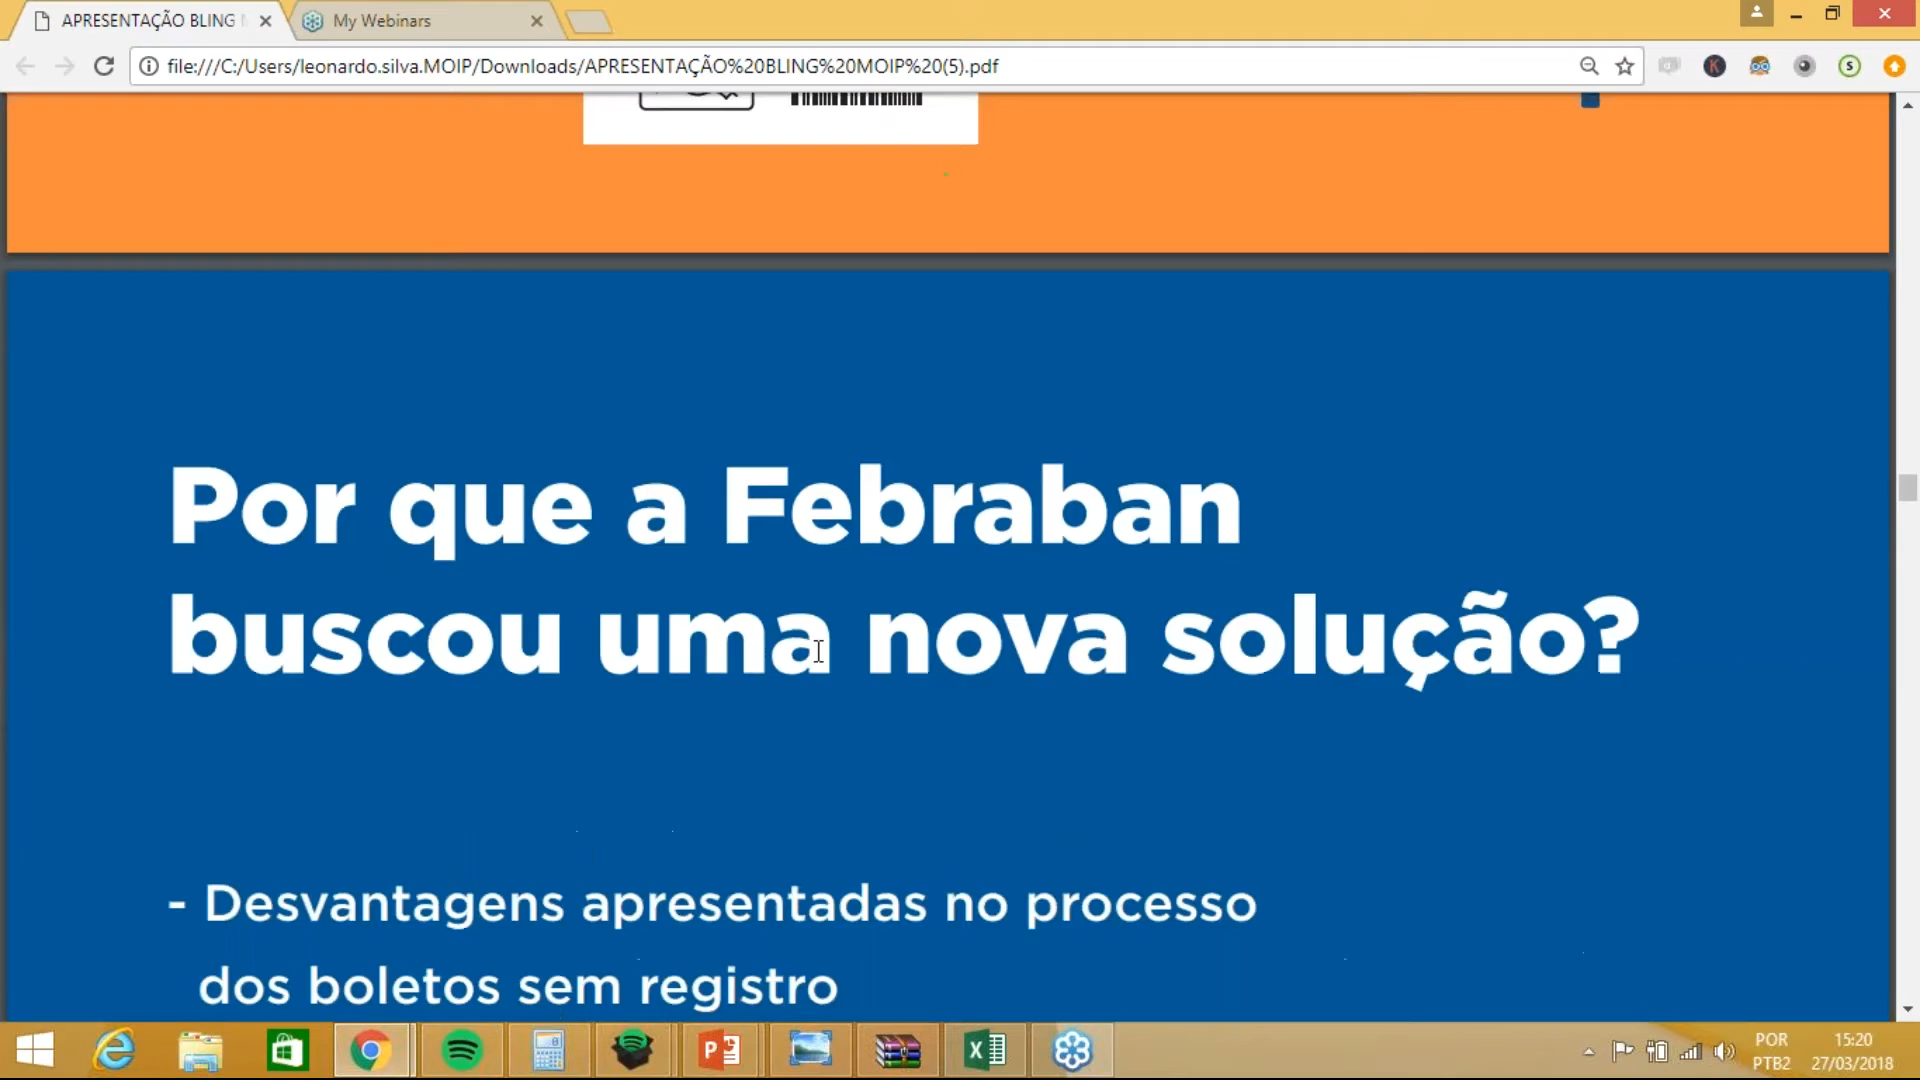 APRESENTAÇÃO BLING
My Webinars
file:///C:/Users/leonardo.silva.MOIP/Downloads/APRESENTAÇÃO%20BLING%20MOIP%20(5).pdf
Por que a Febraban
buscou uma nova solução?
- Desvantagens apresentadas no processo
dos boletos sem registro
POR 15:20
PTB2 27/03/2018